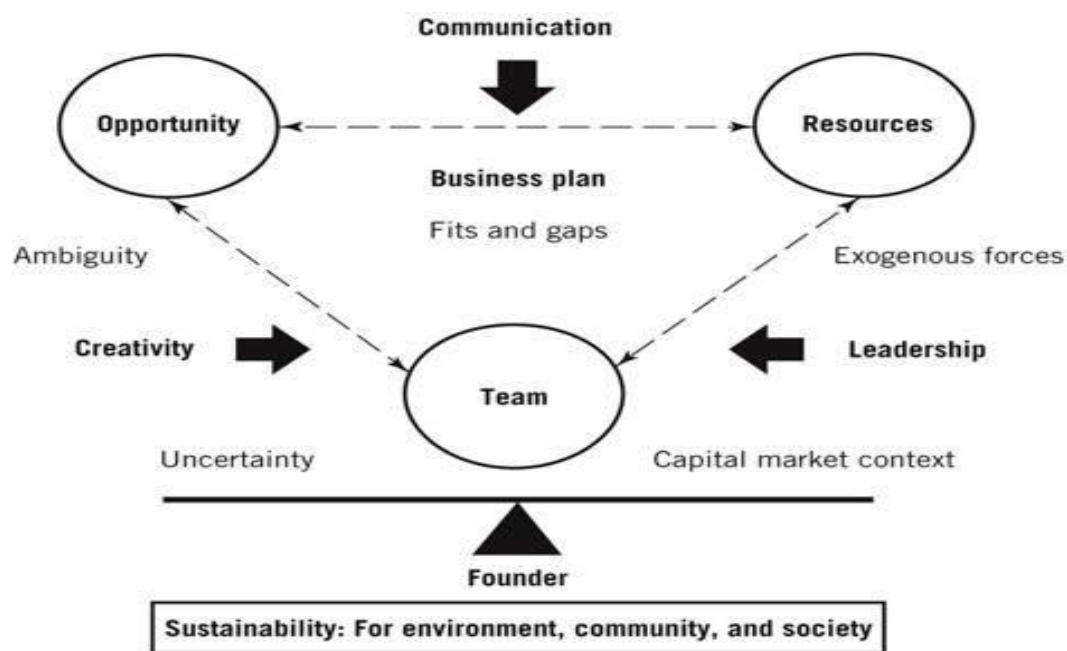 Communication
Opportunity
Resources
Business plan
Fits and gaps
Ambiguity
Exogenous forces
Creativity
Leadership
Team
Uncertainty
Capital market context
Founder
Sustainability: For environment, community, and society